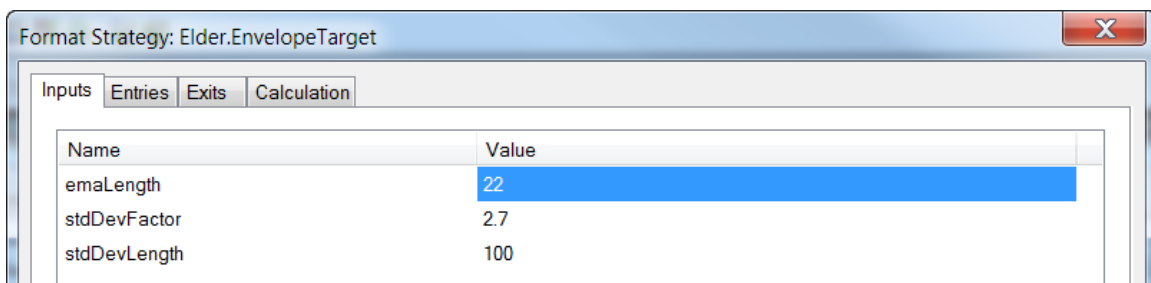 Format Strategy: Elder.EnvelopeTarget
Inputs Entries Exits Calculation
Name Value
emaLength 22
stdDevFactor 2.7
stdDevLength 100